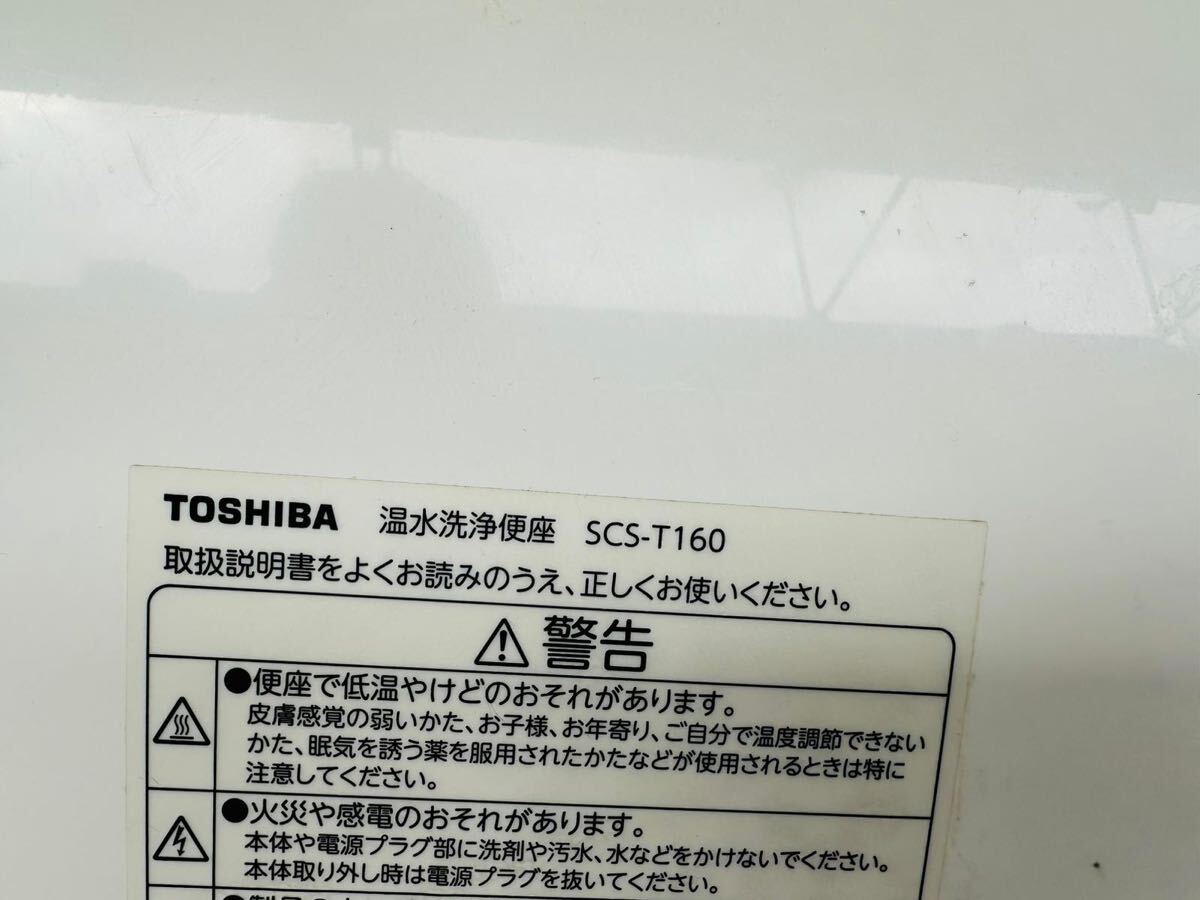 TOSHIBA 温水洗浄便座 SCS-T160
取扱説明書をよくお読みのうえ、正しくお使いください。
警告
●便座で低温やけどのおそれがあります。
皮膚感覚の弱いかた、お子様、お年寄り、ご自分で温度調節できない
かた、眠気を誘う薬を服用されたかたなどが使用されるときは特に
注意してください。
●火災や感電のおそれがあります。
本体や電源プラグ部に洗剤や汚水、水などをかけないでください。
本体取り外し時は電源プラグを抜いてください。